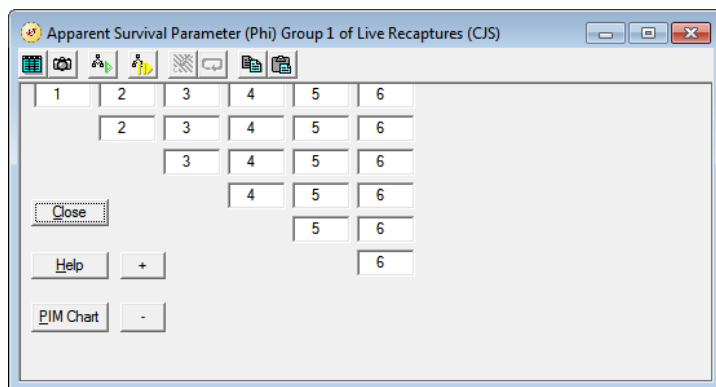 Apparent Survival Parameter (Phi) Group 1 of Live Recaptures (CJS)
1 2 3 4 5 6
2 3 4 5 6
3 4 5 6
4 5 6
Close
5 6
Help + 6
PIM Chart -